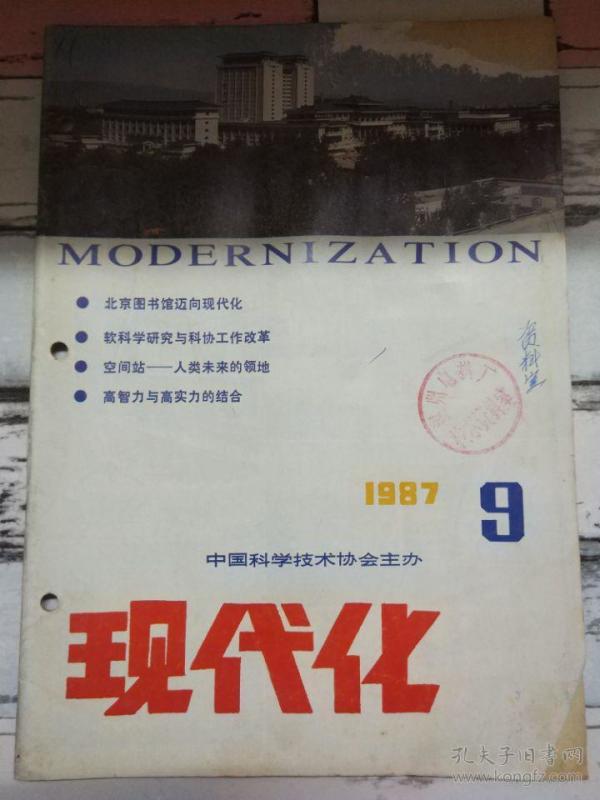 MODERNIZATION
● 北京图书馆迈向现代化
● 软科学研究与科协工作改革
● 空间站——人类未来的领地
● 高智力与高实力的结合
资料室
1987 9
中国科学技术协会主办
现代化
孔夫子旧书网
www.kongfz.com